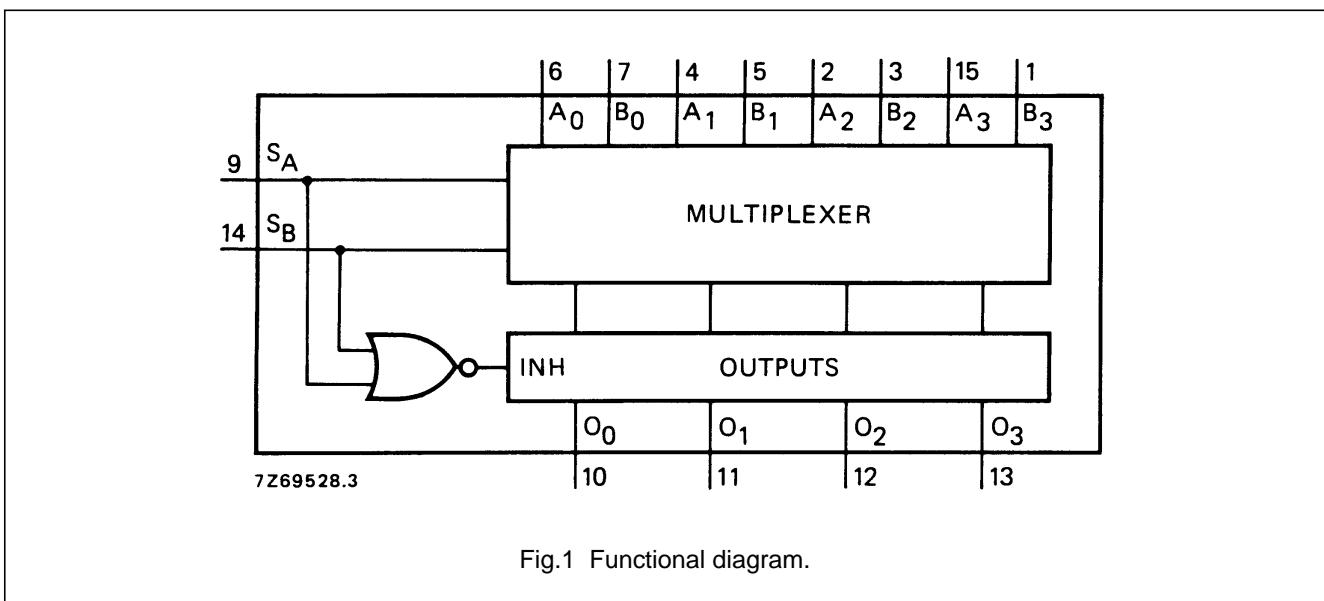 6 7 4 5 2 3 15 1
A0 B0 A1 B1 A2 B2 A3 B3
9 SA
MULTIPLEXER
14 SB
INH OUTPUTS
O0 O1 O2 O3
7Z69528.3 10 11 12 13
Fig.1 Functional diagram.